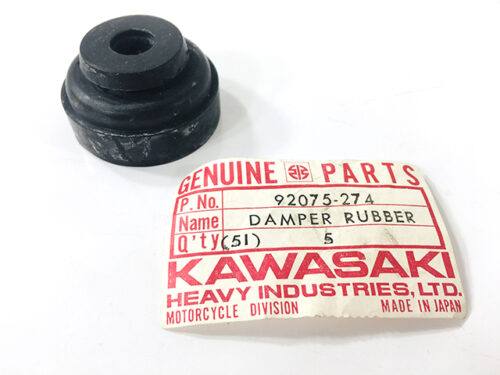 GENUINE PARTS
P. No. 92075-274
Name DAMPER RUBBER
Q'ty (51) 5
KAWASAKI
HEAVY INDUSTRIES, LTD.
MOTORCYCLE DIVISION MADE IN JAPAN